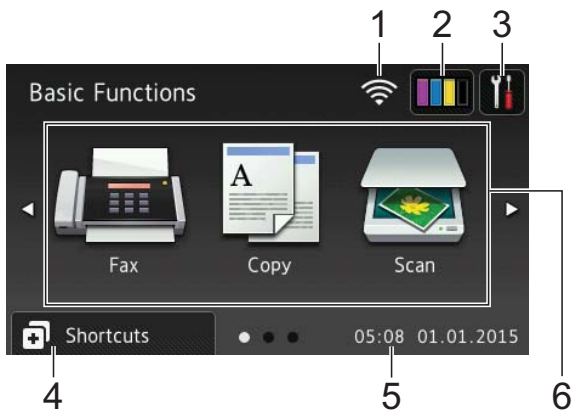 1 2 3
Basic Functions
A
Fax Copy Scan
Shortcuts 05:08 01.01.2015
4 5 6